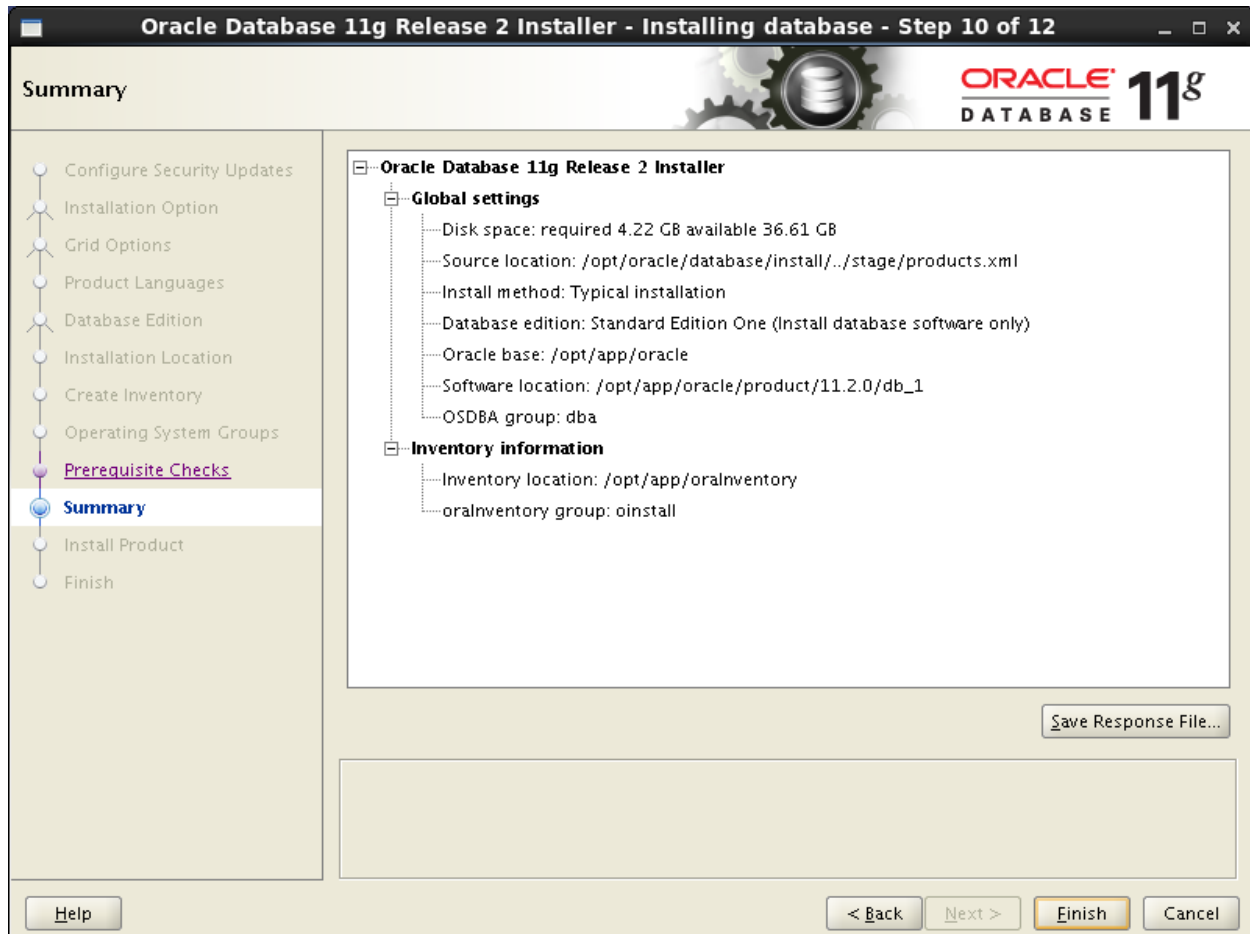 Oracle Database 11g Release 2 Installer - Installing database - Step 10 of 12
Summary
ORACLE DATABASE 11g
Configure Security Updates
Installation Option
Grid Options
Product Languages
Database Edition
Installation Location
Create Inventory
Operating System Groups
Prerequisite Checks
Summary
Install Product
Finish
Oracle Database 11g Release 2 Installer
Global settings
Disk space: required 4.22 GB available 36.61 GB
Source location: /opt/oracle/database/install/../stage/products.xml
Install method: Typical installation
Database edition: Standard Edition One (Install database software only)
Oracle base: /opt/app/oracle
Software location: /opt/app/oracle/product/11.2.0/db_1
OSDBA group: dba
Inventory information
Inventory location: /opt/app/oraInventory
oraInventory group: oinstall
Save Response File...
Help
< Back
Next >
Finish
Cancel